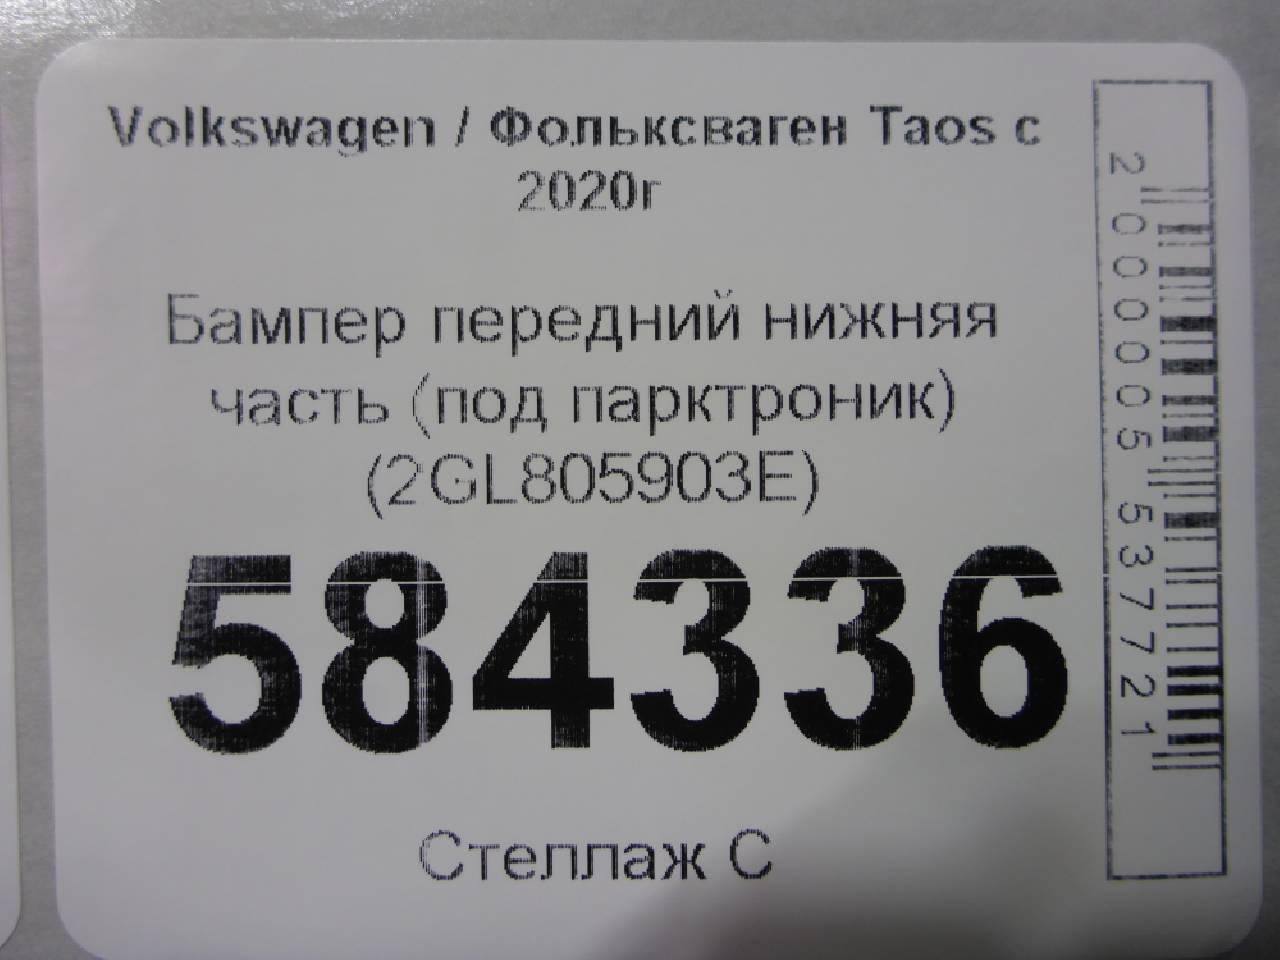 Volkswagen / Фольксваген Taos с
2020г
Бампер передний нижняя
часть (под парктроник)
(2GL805903E)
584336
Стеллаж С
2000005537721